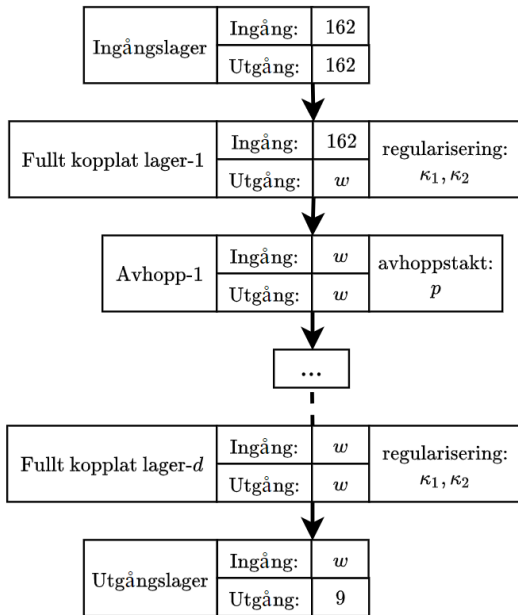 Ingångslager
Ingång: 162
Utgång: 162
Fullt kopplat lager-1
Ingång: 162
Utgång: w
regularisering:
κ₁, κ₂
Avhopp-1
Ingång: w
Utgång: w
avhoppstakt:
p
...
Fullt kopplat lager-d
Ingång: w
Utgång: w
regularisering:
κ₁, κ₂
Utgångslager
Ingång: w
Utgång: 9